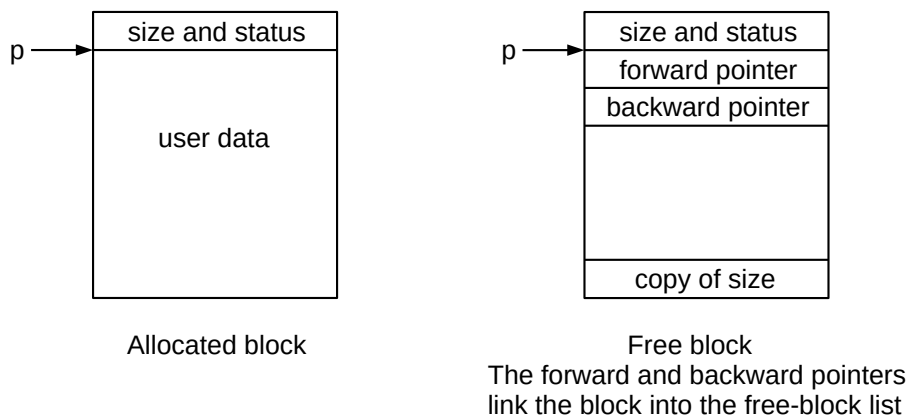 size and status
p
user data
Allocated block
size and status
p
forward pointer
backward pointer
copy of size
Free block
The forward and backward pointers
link the block into the free-block list